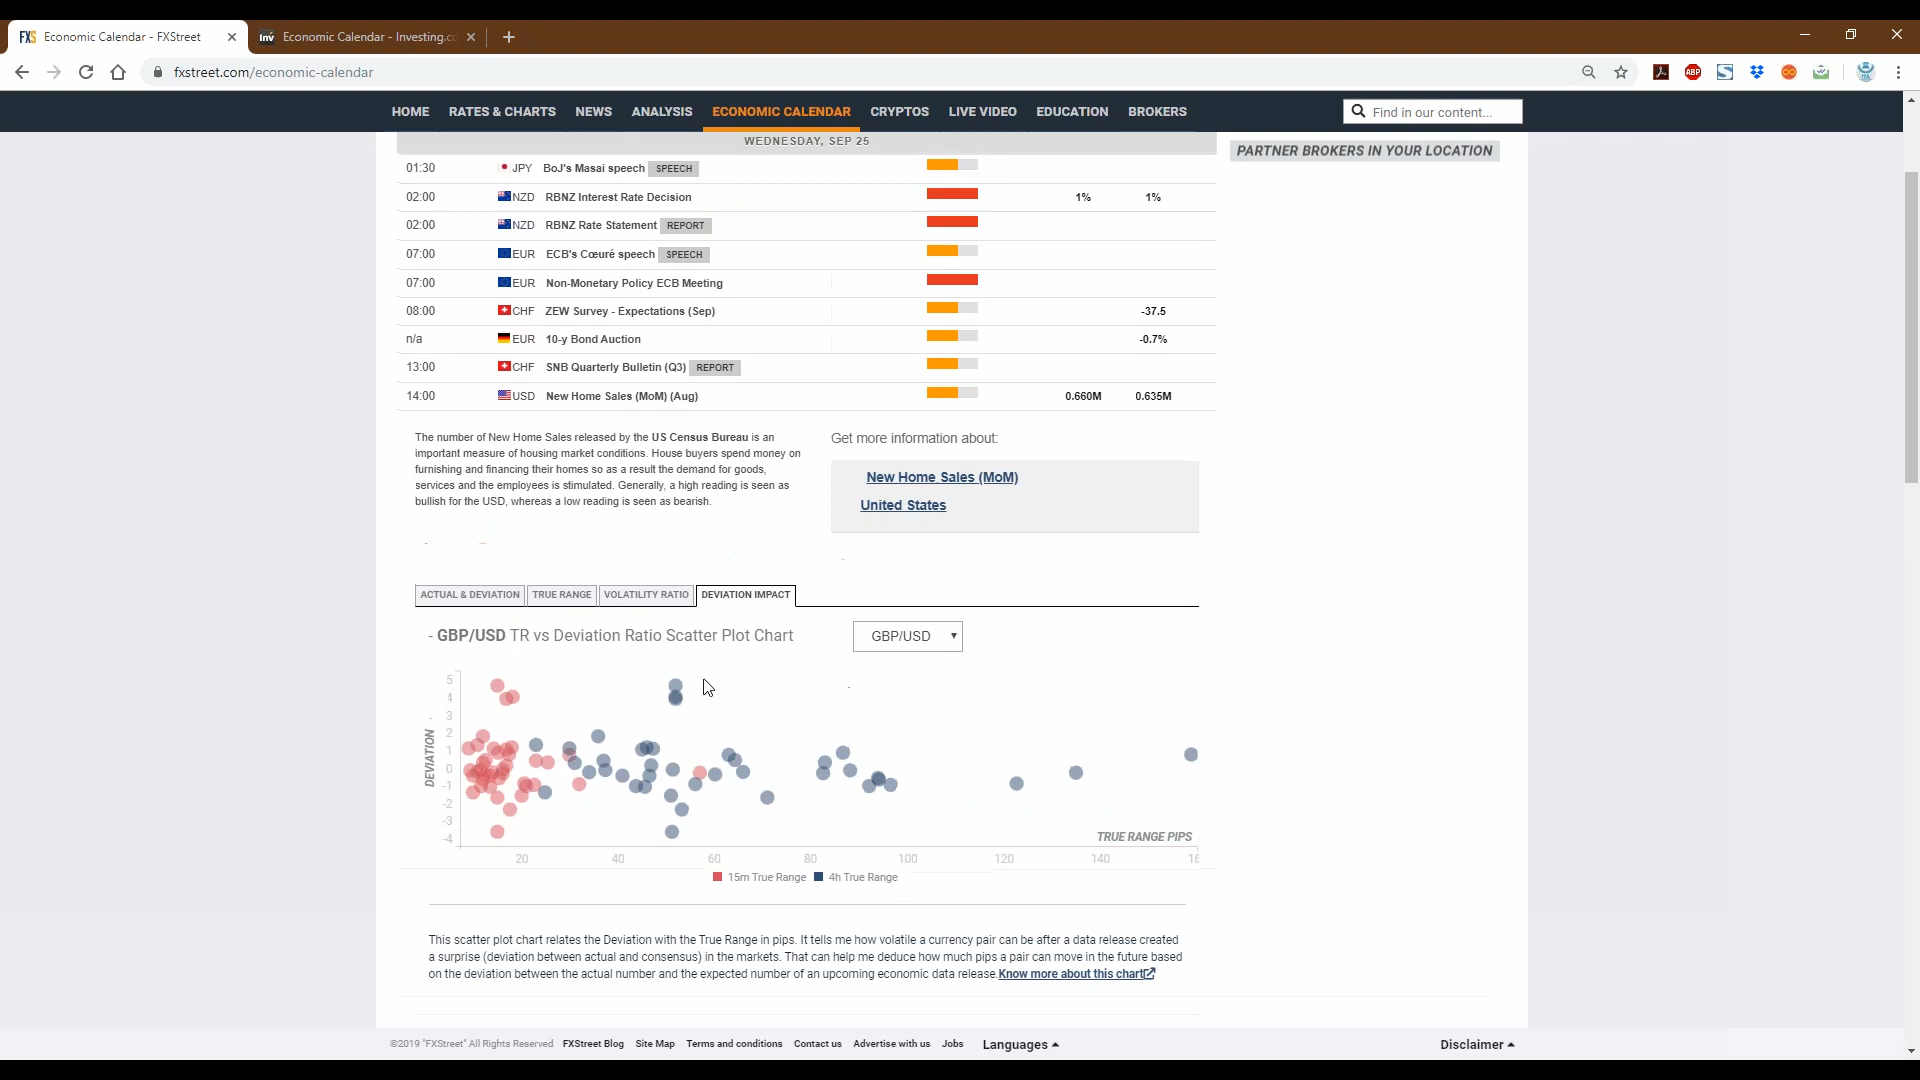 FXS Economic Calendar - FXStreet
Inv Economic Calendar - Investing.c
fxstreet.com/economic-calendar
ABP
HOME RATES & CHARTS NEWS ANALYSIS ECONOMIC CALENDAR CRYPTOS LIVE VIDEO EDUCATION BROKERS Find in our content...
WEDNESDAY, SEP 25
PARTNER BROKERS IN YOUR LOCATION
01:30 JPY BoJ's Masai speech SPEECH
02:00 NZD RBNZ Interest Rate Decision 1% 1%
02:00 NZD RBNZ Rate Statement REPORT
07:00 EUR ECB's Cœuré speech SPEECH
07:00 EUR Non-Monetary Policy ECB Meeting
08:00 CHF ZEW Survey - Expectations (Sep) -37.5
n/a EUR 10-y Bond Auction -0.7%
13:00 CHF SNB Quarterly Bulletin (Q3) REPORT
14:00 USD New Home Sales (MoM) (Aug) 0.660M 0.635M
The number of New Home Sales released by the US Census Bureau is an
important measure of housing market conditions. House buyers spend money on
furnishing and financing their homes so as a result the demand for goods,
services and the employees is stimulated. Generally, a high reading is seen as
bullish for the USD, whereas a low reading is seen as bearish.
Get more information about:
New Home Sales (MoM)
United States
ACTUAL & DEVIATION TRUE RANGE VOLATILITY RATIO DEVIATION IMPACT
- GBP/USD TR vs Deviation Ratio Scatter Plot Chart GBP/USD
5
4
3
2
1
0
-1
-2
-3
-4
DEVIATION
TRUE RANGE PIPS
20 40 60 80 100 120 140 16
15m True Range 4h True Range
This scatter plot chart relates the Deviation with the True Range in pips. It tells me how volatile a currency pair can be after a data release created
a surprise (deviation between actual and consensus) in the markets. That can help me deduce how much pips a pair can move in the future based
on the deviation between the actual number and the expected number of an upcoming economic data release.Know more about this chart
©2019 "FXStreet" All Rights Reserved FXStreet Blog Site Map Terms and conditions Contact us Advertise with us Jobs Languages Disclaimer